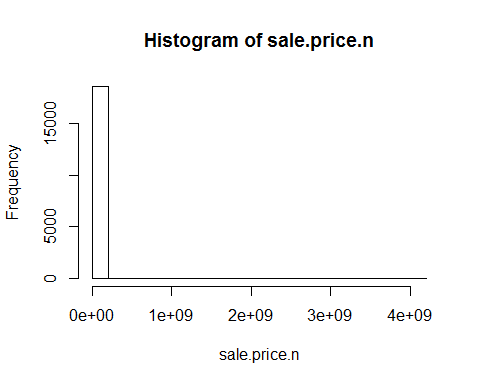 Histogram of sale.price.n
Frequency
15000
5000
0
0e+00 1e+09 2e+09 3e+09 4e+09
sale.price.n